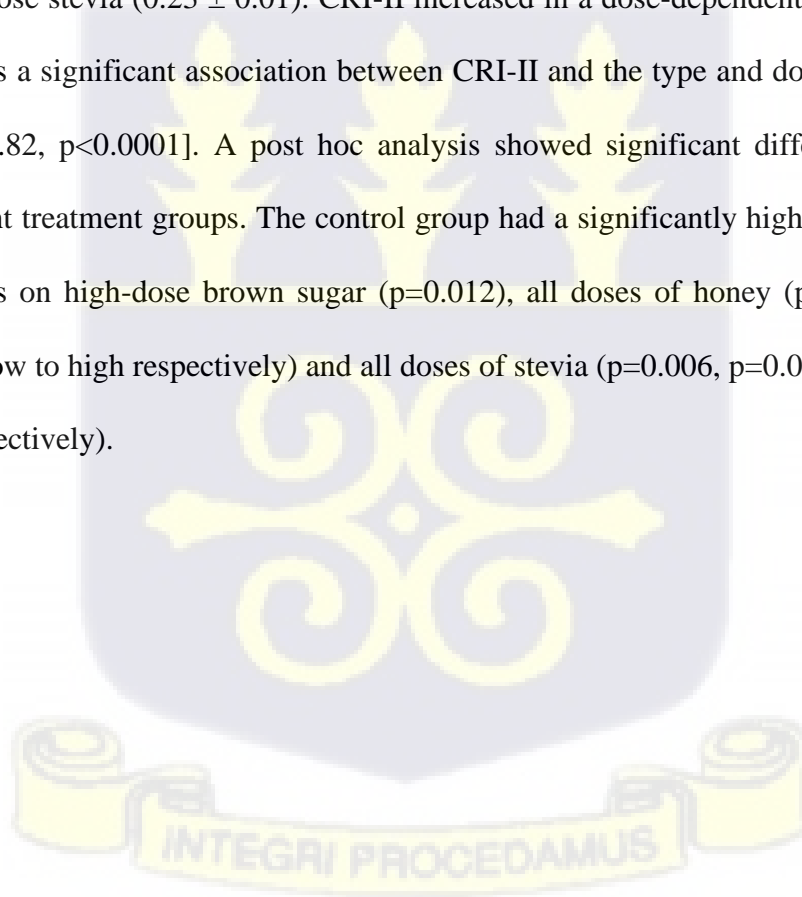 ose stevia (0.23 ± 0.01). CRI-II increased in a dose-dependent
s a significant association between CRI-II and the type and do
.82, p<0.0001]. A post hoc analysis showed significant diff
nt treatment groups. The control group had a significantly high
s on high-dose brown sugar (p=0.012), all doses of honey (p
ow to high respectively) and all doses of stevia (p=0.006, p=0.0
ectively).
INTEGRI PROCEDAMUS